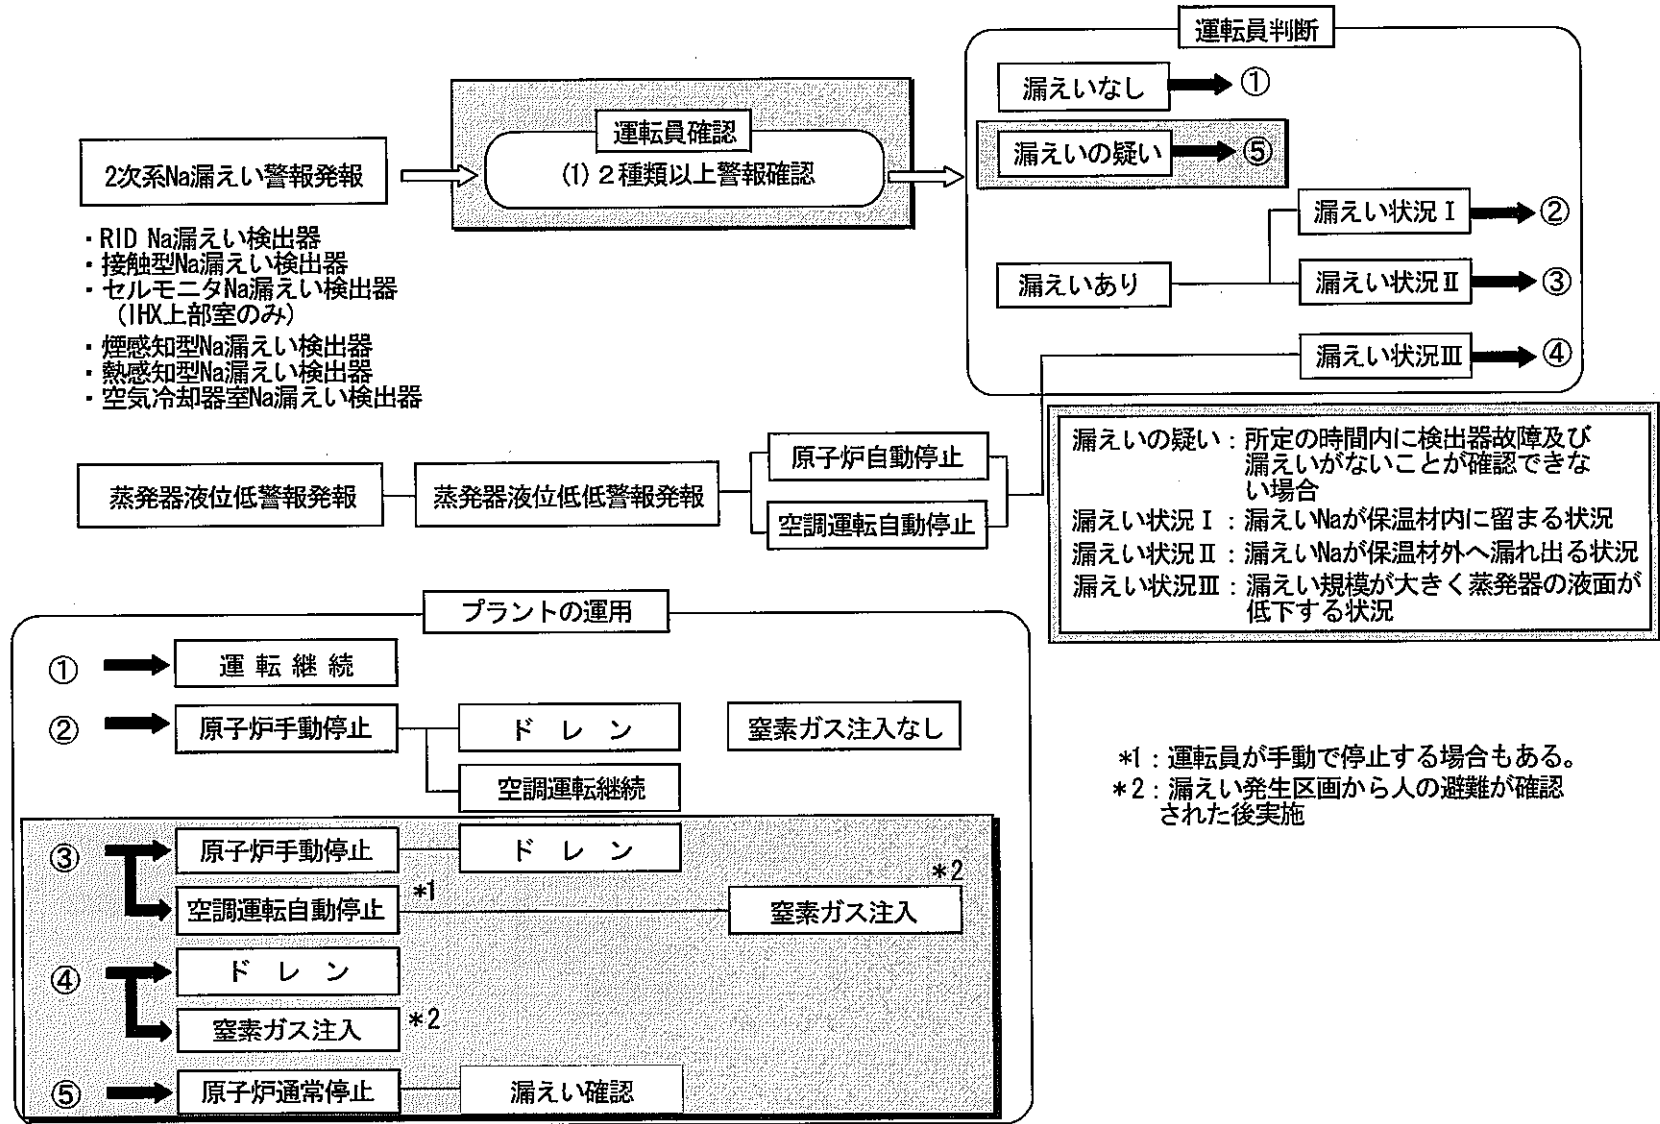 運転員判断
漏えいなし
①
運転員確認
(1) 2種類以上警報確認
漏えいの疑い
⑤
2次系Na漏えい警報発報
漏えい状況Ⅰ
②
・RID Na漏えい検出器
・接触型Na漏えい検出器
・セルモニタNa漏えい検出器
(IHX上部室のみ)
・煙感知型Na漏えい検出器
・熱感知型Na漏えい検出器
・空気冷却器室Na漏えい検出器
漏えいあり
漏えい状況Ⅱ
③
漏えい状況Ⅲ
④
蒸発器液位低警報発報
蒸発器液位低低警報発報
原子炉自動停止
空調運転自動停止
漏えいの疑い：所定の時間内に検出器故障及び
漏えいがないことが確認できな
い場合
漏えい状況Ⅰ：漏えいNaが保温材内に留まる状況
漏えい状況Ⅱ：漏えいNaが保温材外へ漏れ出る状況
漏えい状況Ⅲ：漏えい規模が大きく蒸発器の液面が
低下する状況
プラントの運用
①
運転継続
②
原子炉手動停止
ドレン
窒素ガス注入なし
空調運転継続
③
原子炉手動停止
ドレン
空調運転自動停止
*1
*2
窒素ガス注入
④
ドレン
窒素ガス注入
*2
⑤
原子炉通常停止
漏えい確認
*1：運転員が手動で停止する場合もある。
*2：漏えい発生区画から人の避難が確認
された後実施